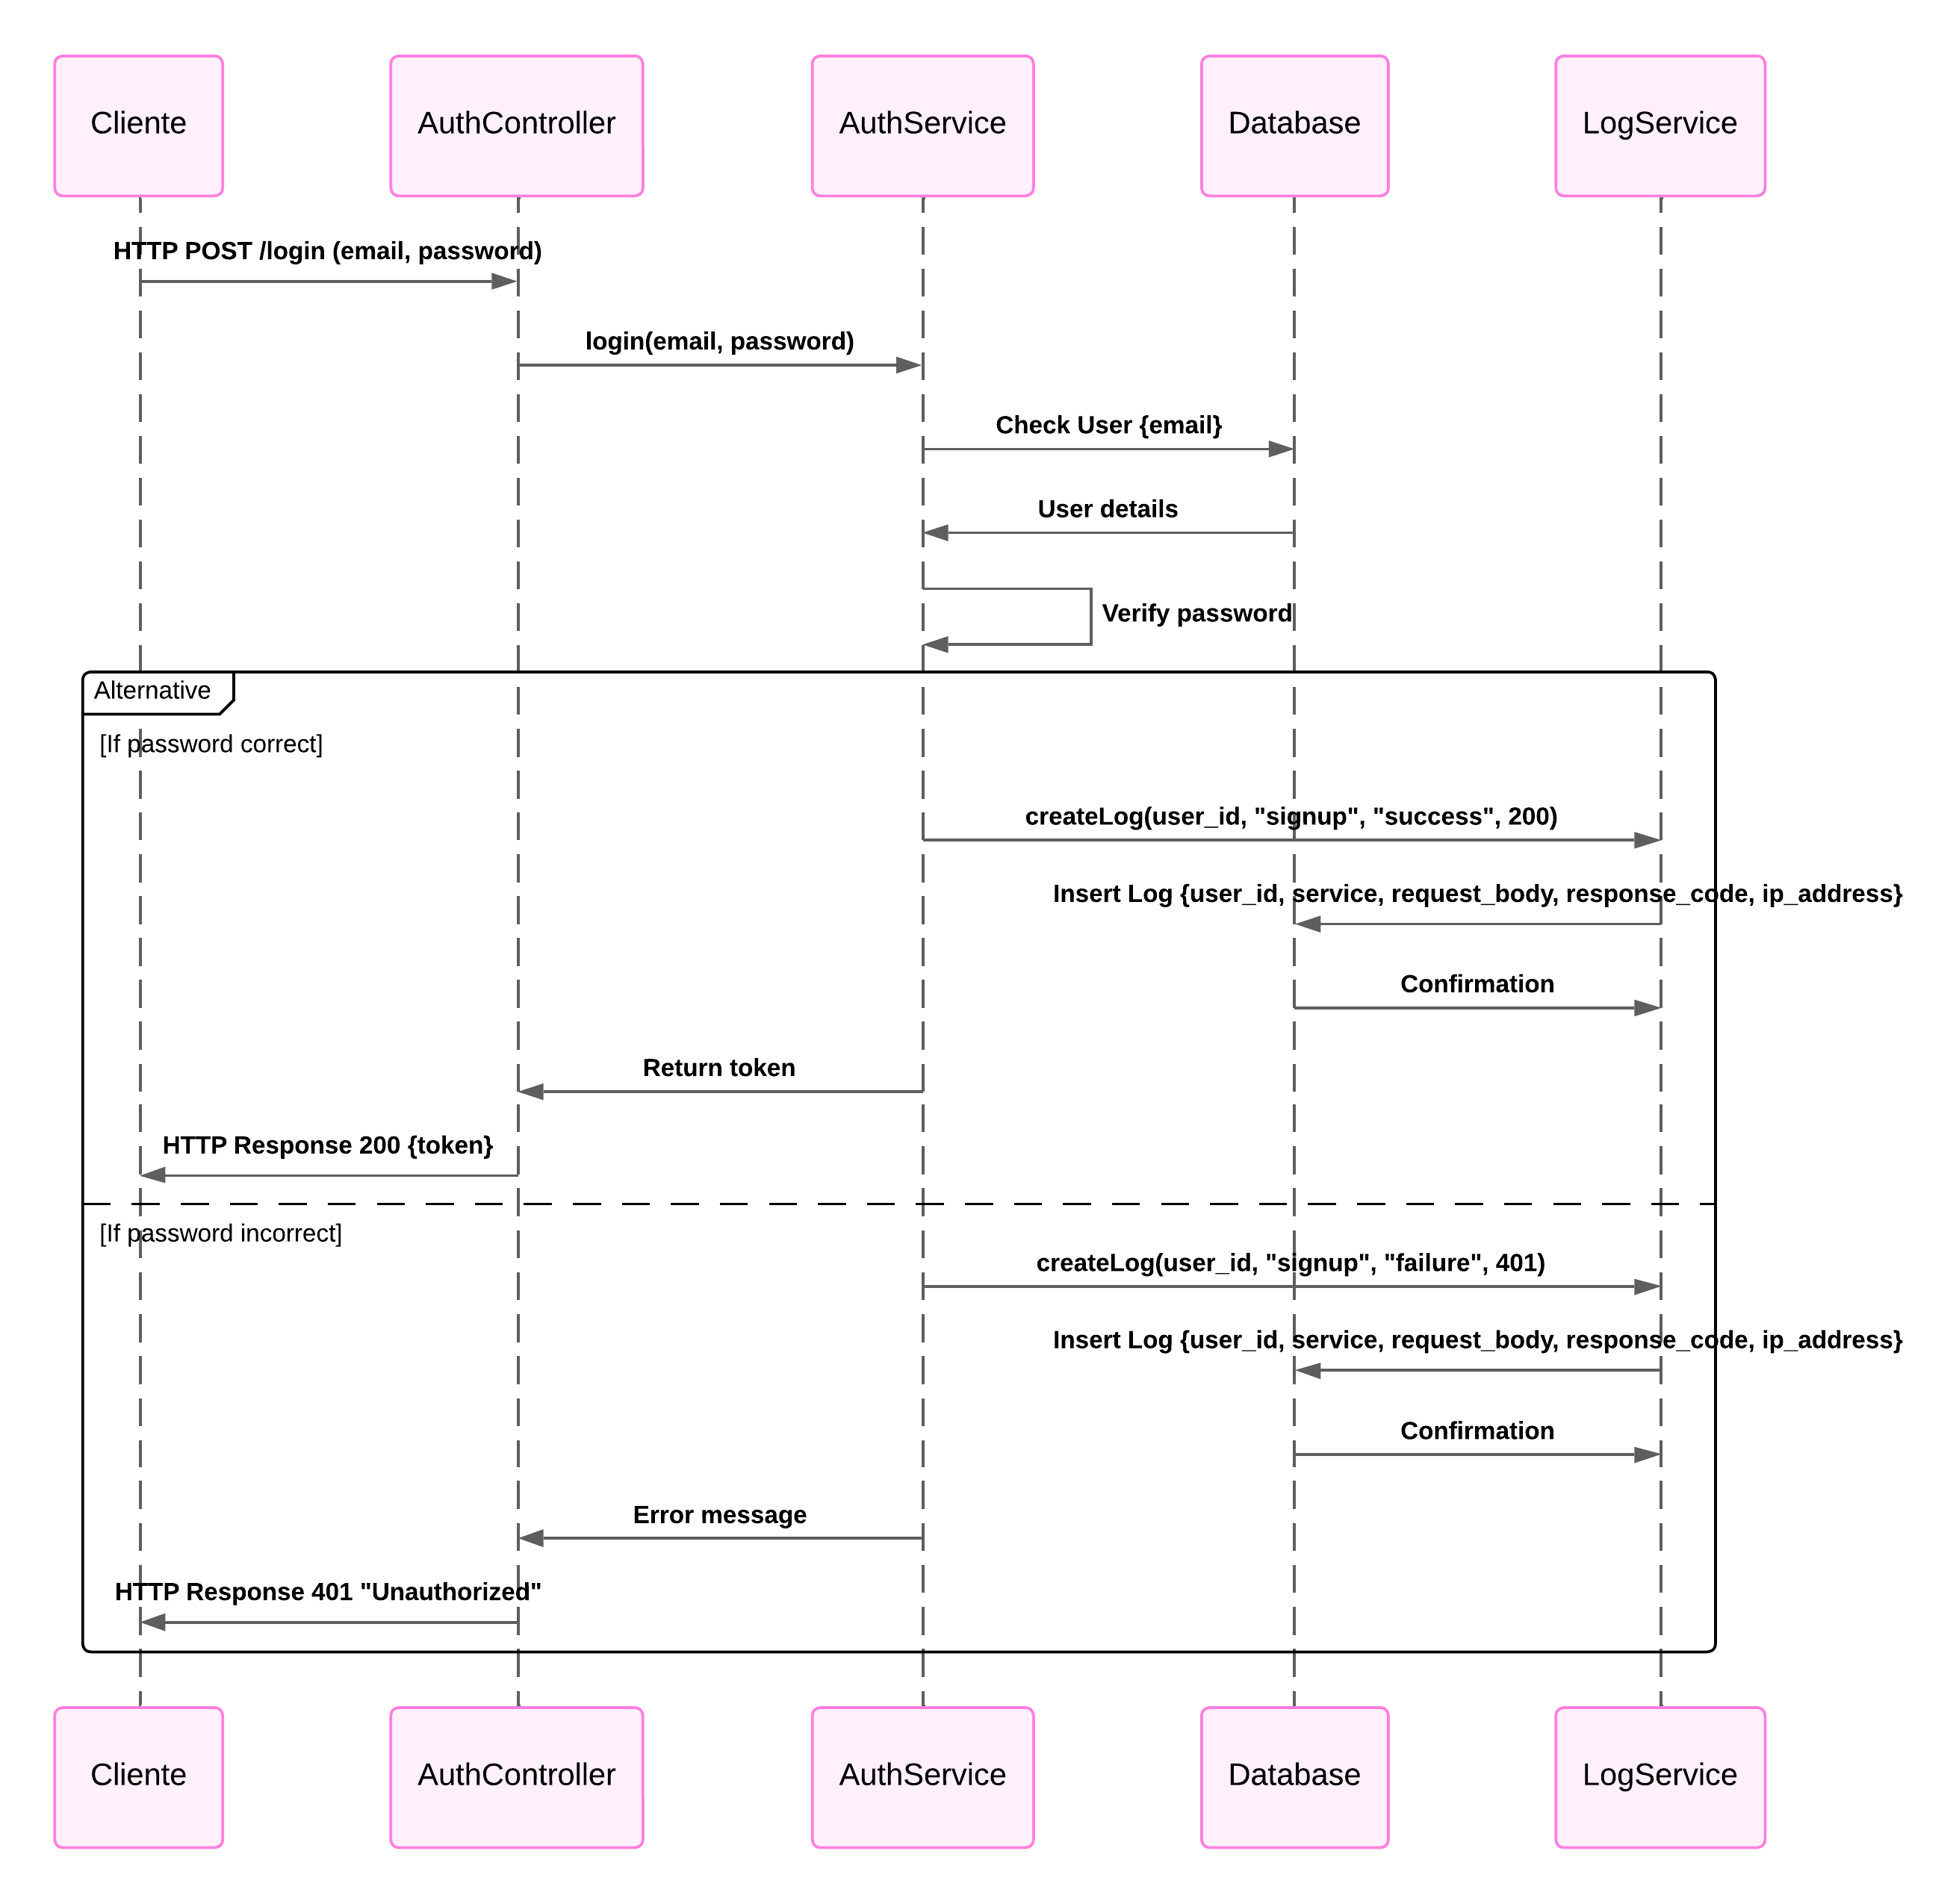 Cliente
AuthController
AuthService
Database
LogService
HTTP POST /login (email, password)
login(email, password)
Check User {email}
User details
Verify password
Alternative
[If password correct]
createLog(user_id, "signup", "success", 200)
Insert Log {user_id, service, request_body, response_code, ip_address}
Confirmation
Return token
HTTP Response 200 {token}
[If password incorrect]
createLog(user_id, "signup", "failure", 401)
Insert Log {user_id, service, request_body, response_code, ip_address}
Confirmation
Error message
HTTP Response 401 "Unauthorized"
Cliente
AuthController
AuthService
Database
LogService